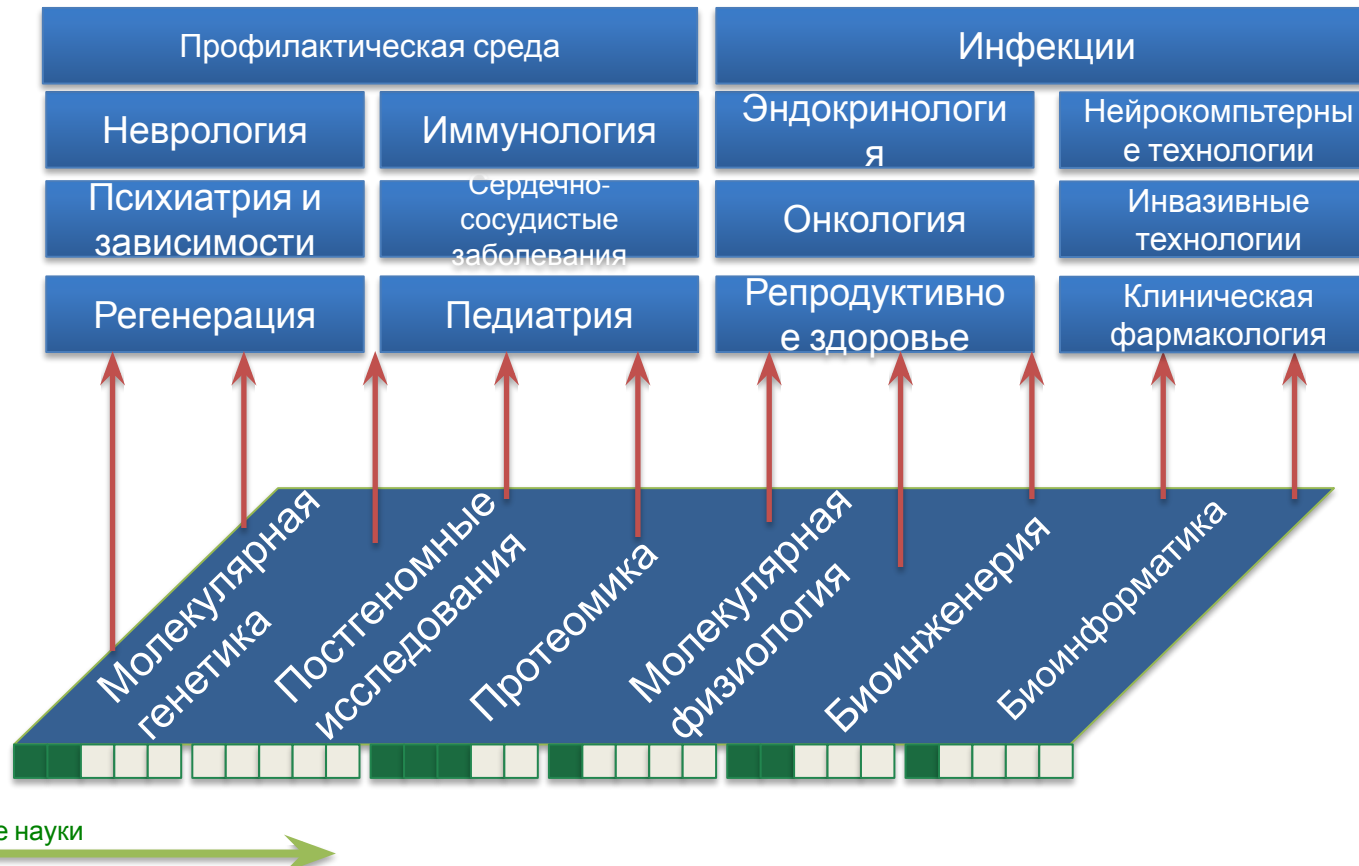 Профилактическая среда
Инфекции
Неврология
Иммунология
Эндокринологи
я
Нейрокомпьтерны
е технологии
Психиатрия и
зависимости
Сердечно-
сосудистые
заболевания
Онкология
Инвазивные
технологии
Регенерация
Педиатрия
Репродуктивно
е здоровье
Клиническая
фармакология
Молекулярная
генетика
Постгеномные
исследования
Протеомика
Молекулярная
физиология
Биоинженерия
Биоинформатика
е науки